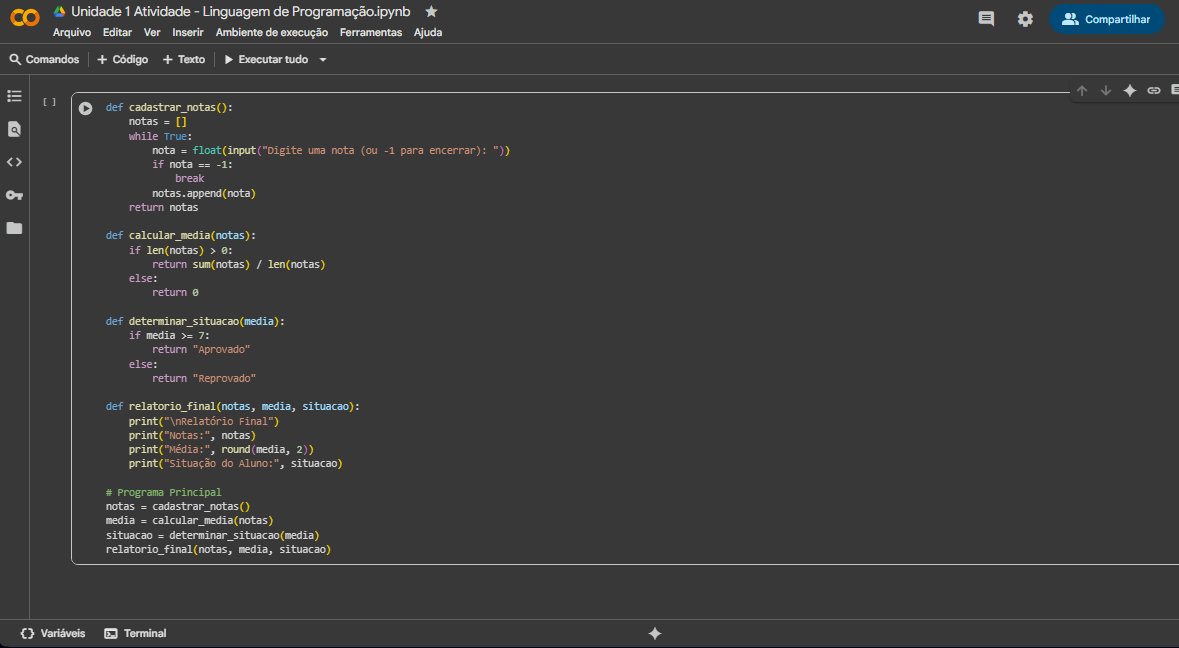 Unidade 1 Atividade - Linguagem de Programação.ipynb
Arquivo Editar Ver Inserir Ambiente de execução Ferramentas Ajuda
Compartilhar
Comandos + Código + Texto Executar tudo
[ ]
def cadastrar_notas():
    notas = []
    while True:
        nota = float(input("Digite uma nota (ou -1 para encerrar): "))
        if nota == -1:
            break
        notas.append(nota)
    return notas

def calcular_media(notas):
    if len(notas) > 0:
        return sum(notas) / len(notas)
    else:
        return 0

def determinar_situacao(media):
    if media >= 7:
        return "Aprovado"
    else:
        return "Reprovado"

def relatorio_final(notas, media, situacao):
    print("\nRelatório Final")
    print("Notas:", notas)
    print("Média:", round(media, 2))
    print("Situação do Aluno:", situacao)

# Programa Principal
notas = cadastrar_notas()
media = calcular_media(notas)
situacao = determinar_situacao(media)
relatorio_final(notas, media, situacao)
Variáveis Terminal